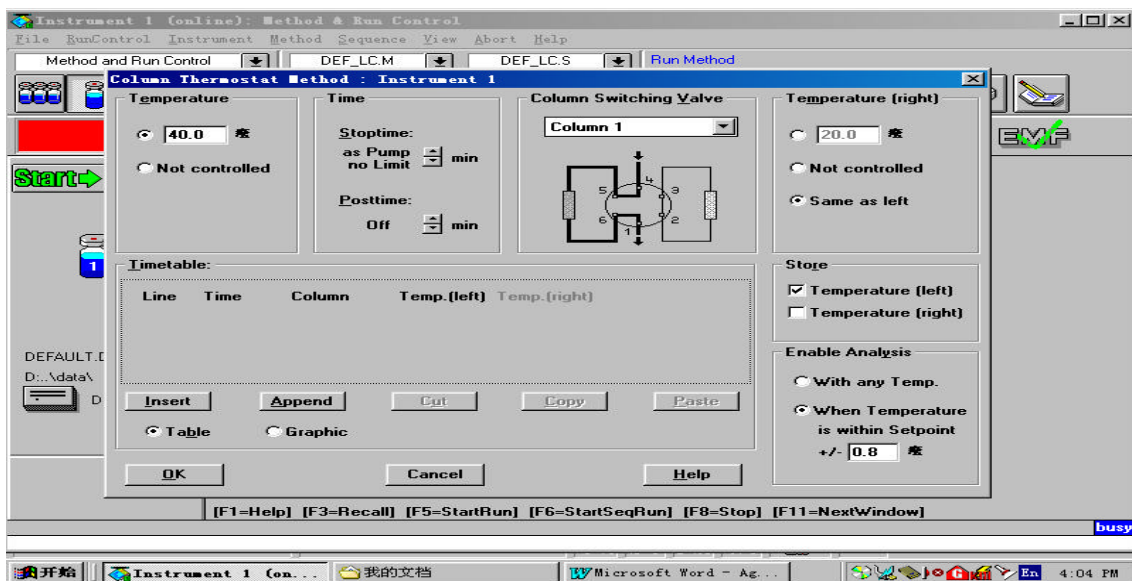 Instrument 1 (online): Method & Run Control
File RunControl Instrument Method Sequence View Abort Help
Method and Run Control DEF_LC.M DEF_LC.S Run Method
Column Thermostat Method : Instrument 1
EMF
Start
1
DEFAULT.D
D:..\data\
D
Temperature
40.0 癈
Not controlled
Time
Stoptime:
as Pump
no Limit min
Posttime:
Off min
Column Switching Valve
Column 1
4
5 3
6 2
1
Temperature (right)
20.0 癈
Not controlled
Same as left
Timetable:
Line Time Column Temp.(left) Temp.(right)
Insert Append Cut Copy Paste
Table Graphic
Store
Temperature (left)
Temperature (right)
Enable Analysis
With any Temp.
When Temperature
is within Setpoint
+/- 0.8 癈
OK Cancel Help
[F1=Help] [F3=Recall] [F5=StartRun] [F6=StartSeqRun] [F8=Stop] [F11=NextWindow]
busy
开始 Instrument 1 (on... 我的文档 Microsoft Word - Ag... En 4:04 PM